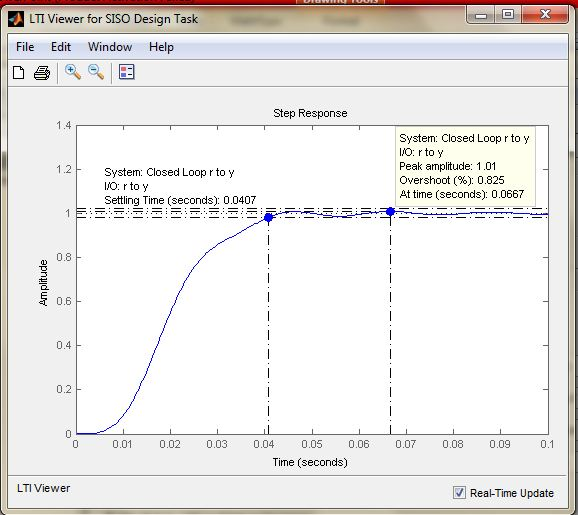 Drawing Tools
LTI Viewer for SISO Design Task
File Edit Window Help
Step Response
System: Closed Loop r to y
I/O: r to y
Settling Time (seconds): 0.0407
System: Closed Loop r to y
I/O: r to y
Peak amplitude: 1.01
Overshoot (%): 0.825
At time (seconds): 0.0667
1.4
1.2
1
0.8
0.6
0.4
0.2
0
Amplitude
0 0.01 0.02 0.03 0.04 0.05 0.06 0.07 0.08 0.09 0.1
Time (seconds)
LTI Viewer
Real-Time Update